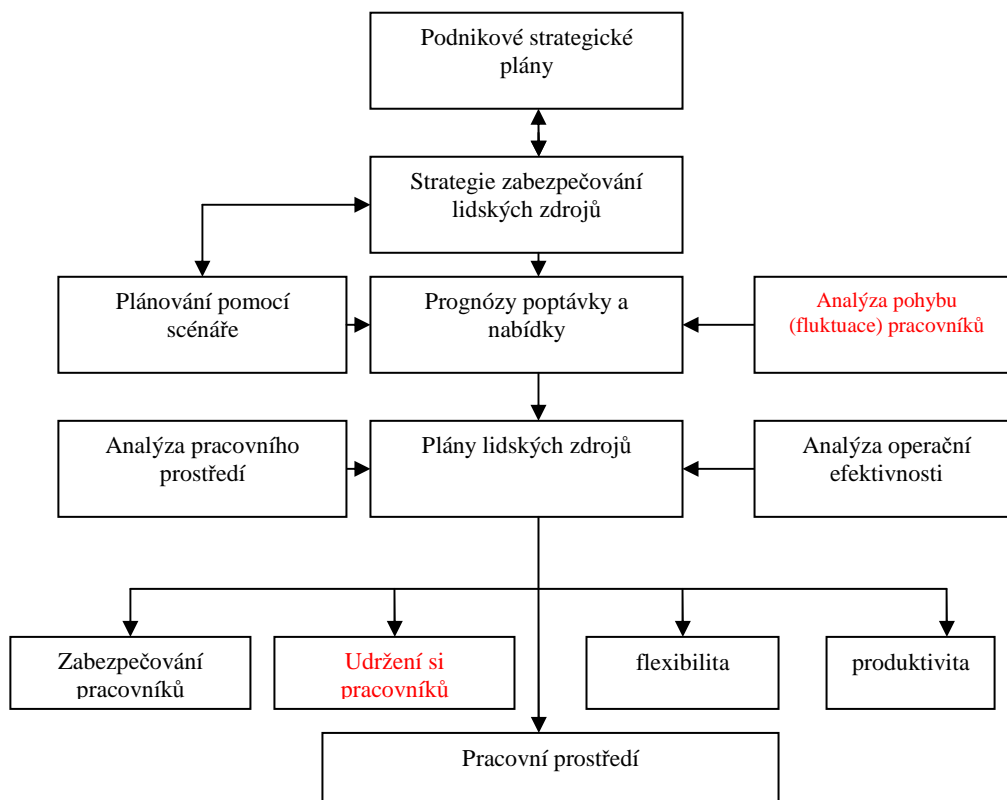 Podnikové strategické
plány
Strategie zabezpečování
lidských zdrojů
Plánování pomocí
scénáře
Prognózy poptávky a
nabídky
Analýza pohybu
(fluktuace) pracovníků
Analýza pracovního
prostředí
Plány lidských zdrojů
Analýza operační
efektivnosti
Zabezpečování
pracovníků
Udržení si
pracovníků
flexibilita
produktivita
Pracovní prostředí